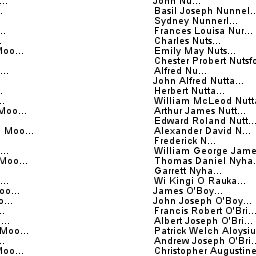 ... John Nu...
. Basil Joseph Nunnel...
Sydney Nunnerl...
... Frances Louisa Nur...
. Charles Nuts...
Moo... Emily May Nuts...
Chester Probert Nutsfo
... Alfred Nu...
John Alfred Nutta...
. Herbert Nutta...
.. William McLeod Nutta
Moo... Arthur James Nutt...
Edward Roland Nutt...
Moo... Alexander David N...
Frederick N...
... William George Jame
Moo... Thomas Daniel Nyha...
Garrett Nyha...
... Wi Kingi O Rauka...
oo... James O'Boy...
o... John Joseph O'Boy...
.. Francis Robert O'Bri...
.. Albert Joseph O'Bri...
Moo... Patrick Welch Aloysiu
.. Andrew Joseph O'Bri...
Moo... Christopher Augustine